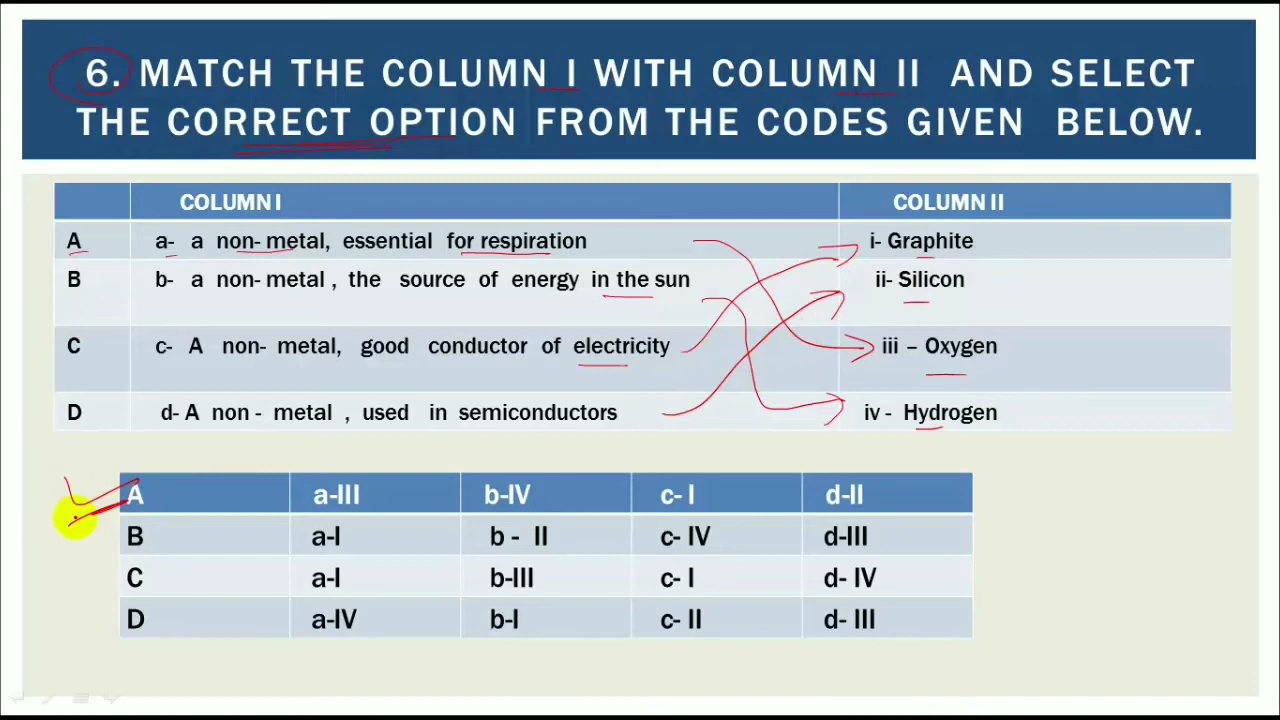 6. MATCH THE COLUMN I WITH COLUMN II AND SELECT
THE CORRECT OPTION FROM THE CODES GIVEN BELOW.
COLUMN I COLUMN II
A a- a non- metal, essential for respiration i- Graphite
B b- a non-metal , the source of energy in the sun ii- Silicon
C c- A non- metal, good conductor of electricity iii – Oxygen
D d- A non - metal , used in semiconductors iv - Hydrogen
A a-III b-IV c- I d-II
B a-I b - II c- IV d-III
C a-I b-III c- I d- IV
D a-IV b-I c- II d- III